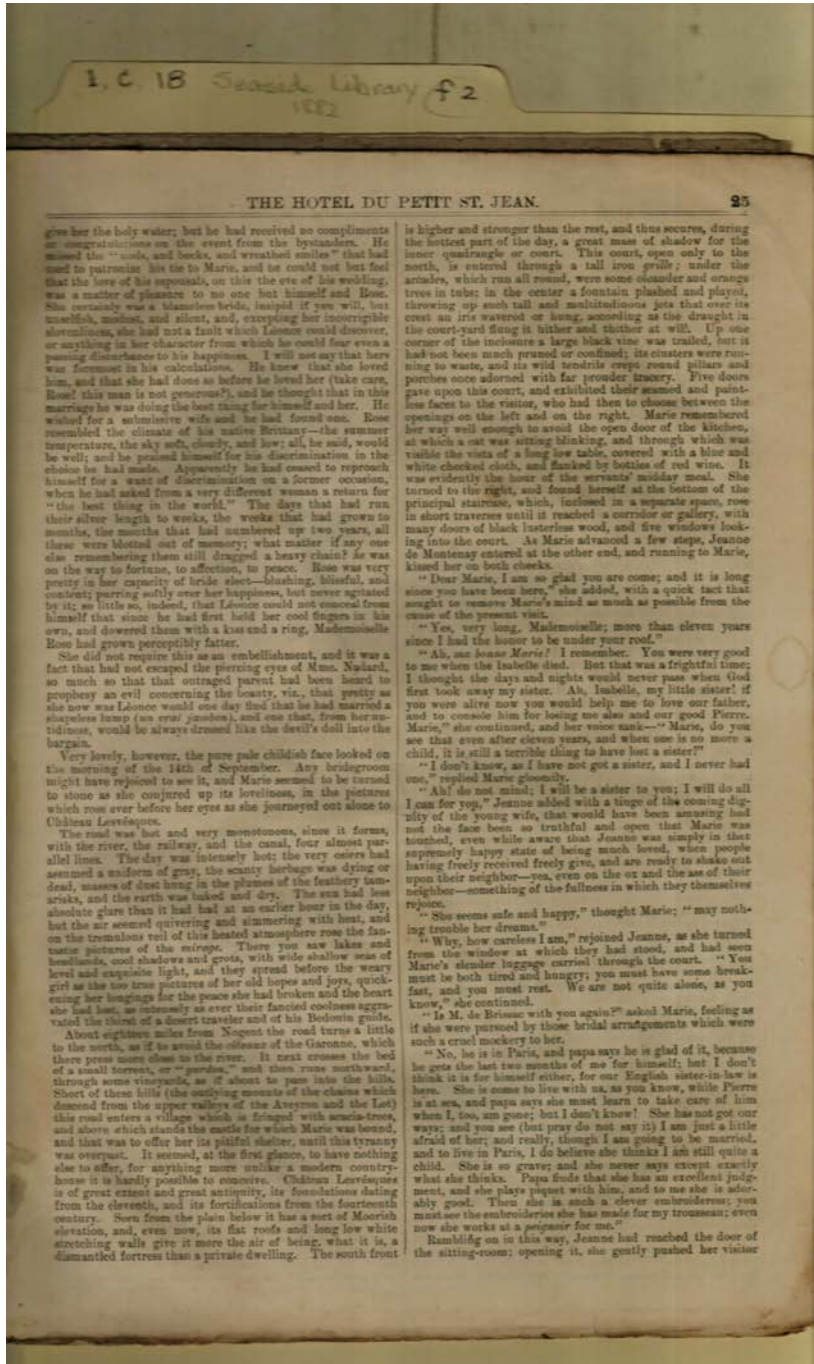 1, C. 18 Seaside Library f 2
1882
THE HOTEL DU PETIT ST. JEAN.
25
give her the holy water; but he had received no compliments
or congratulations on the event from the bystanders. He
missed the "nods, and becks, and wreathed smiles" that had
used to patronise his tie to Marie, and he could not but feel
that the love of his espousals, on this the eve of his wedding,
was a matter of pleasure to no one but himself and Rose.
She certainly was a blameless bride, insipid if you will, but
unselfish, modest, and silent, and, excepting her incorrigible
slovenliness, she had not a fault which Léonce could discover,
or anything in her character from which he could fear even a
passing disturbance to his happiness. I will not say that hers
was foremost in his calculations. He knew that she loved
him, and that she had done so before he loved her (take care,
Rose! this man is not generous?), and he thought that in this
marriage he was doing the best thing for himself and her. He
wished for a submissive wife and he had found one. Rose
resembled the climate of his native Brittany—the summer
temperature, the sky soft, cloudy, and low; all, he said, would
be well; and he praised himself for his discrimination in the
choice he had made. Apparently he had ceased to reproach
himself for a want of discrimination on a former occasion,
when he had asked from a very different woman a return for
"the best thing in the world." The days that had run
their silver length to weeks, the weeks that had grown to
months, the months that had numbered up two years, all
these were blotted out of memory; what matter if any one
else remembering them still dragged a heavy chain? he was
on the way to fortune, to affection, to peace. Rose was very
pretty in her capacity of bride elect—blushing, blissful, and
content; purring softly over her happiness, but never agitated
by it; so little so, indeed, that Léonce could not conceal from
himself that since he had first held her cool fingers in his
own, and dowered them with a kiss and a ring, Mademoiselle
Rose had grown perceptibly fatter.
She did not require this as an embellishment, and it was a
fact that had not escaped the piercing eyes of Mme. Nadard,
so much so that that outraged parent had been heard to
prophesy an evil concerning the beauty, viz., that pretty as
she now was Léonce would one day find that he had married a
shapeless lump (un vrai jambon), and one that, from her un-
tidiness, would be always dressed like the devil's doll into the
bargain.
Very lovely, however, the pure pale childish face looked on
the morning of the 14th of September. Any bridegroom
might have rejoiced to see it, and Marie seemed to be turned
to stone as she conjured up its loveliness, in the pictures
which rose ever before her eyes as she journeyed out alone to
Château Levésques.
The road was hot and very monotonous, since it forms,
with the river, the railway, and the canal, four almost par-
allel lines. The day was intensely hot; the very osiers had
assumed a uniform of gray, the scanty herbage was dying or
dead, masses of dust hung in the plumes of the feathery tam-
arisks, and the earth was baked and dry. The sun had less
absolute glare than it had had at an earlier hour in the day,
but the air seemed quivering and simmering with heat, and
on the tremulous veil of this heated atmosphere rose the fan-
tastic pictures of the mirage. There you saw lakes and
headlands, cool shadows and grots, with wide shallow seas of
level and exquisite light, and they spread before the weary
girl as the too true pictures of her old hopes and joys, quick-
ening her longings for the peace she had broken and the heart
she had lost, as intensely as ever their fancied coolness aggra-
vated the thirst of a desert traveler and of his Bedouin guide.
About eighteen miles from Nogent the road turns a little
to the north, as if to avoid the of the Garonne, which
there press more close to the river. It next crosses the bed
of a small torrent, or "gardon," and then runs northward,
through some vineyards, as if about to pass into the hills.
Short of these hills (the outlying mounts of the chains which
descend from the upper valleys of the Aveyron and the Lot)
this road enters a village which is fringed with acacia-trees,
and above which stands the castle for which Marie was bound,
and that was to offer her its pitiful shelter, until this tyranny
was overpast. It seemed, at the first glance, to have nothing
else to offer, for anything more unlike a modern country-
house it is hardly possible to conceive. Château Levésques
is of great extent and great antiquity, its foundations dating
from the eleventh, and its fortifications from the fourteenth
century. Seen from the plain below it has a sort of Moorish
elevation, and, even now, its flat roofs and long low white
stretching walls give it more the air of being, what it is, a
dismantled fortress than a private dwelling. The south front
is higher and stronger than the rest, and thus secures, during
the hottest part of the day, a great mass of shadow for the
inner quadrangle or court. This court, open only to the
north, is entered through a tall iron grille; under the
arcades, which run all round, were some oleander and orange
trees in tubs; in the center a fountain plashed and played,
throwing up such tall and multitudinous jets that over its
crest an iris wavered or hung, according as the draught in
the court-yard flung it hither and thither at will. Up one
corner of the inclosure a large black vine was trailed, but it
had not been much pruned or confined; its clusters were run-
ning to waste, and its wild tendrils crept round pillars and
porches once adorned with far prouder tracery. Five doors
gave upon this court, and exhibited their seamed and paint-
less faces to the visitor, who had then to choose between the
openings on the left and on the right. Marie remembered
her way well enough to avoid the open door of the kitchen,
at which a cat was sitting blinking, and through which was
visible the vista of a long low table, covered with a blue and
white checked cloth, and flanked by bottles of red wine. It
was evidently the hour of the servants' midday meal. She
turned to the right, and found herself at the bottom of the
principal staircase, which, inclosed in a separate space, rose
in short traverses until it reached a corridor or gallery, with
many doors of black lusterless wood, and five windows look-
ing into the court. As Marie advanced a few steps, Jeanne
de Montenay entered at the other end, and running to Marie,
kissed her on both cheeks.
"Dear Marie, I am so glad you are come; and it is long
since you have been here," she added, with a quick tact that
sought to remove Marie's mind as much as possible from the
cause of the present visit.
"Yes, very long, Mademoiselle; more than eleven years
since I had the honor to be under your roof."
"Ah, ma bonne Marie! I remember. You were very good
to me when the Isabelle died. But that was a frightful time;
I thought the days and nights would never pass when God
first took away my sister. Ah, Isabelle, my little sister! if
you were alive now you would help me to love our father,
and to console him for losing me also and our good Pierre.
Marie," she continued, and her voice sank—"Marie, do you
see that even after eleven years, and when one is no more a
child, it is still a terrible thing to have lost a sister?"
"I don't know, as I have not got a sister, and I never had
one," replied Marie gloomily.
"Ah! do not mind; I will be a sister to you; I will do all
I can for yop," Jeanne added with a tinge of the coming dig-
nity of the young wife, that would have been amusing had
not the face been so truthful and open that Marie was
touched, even while aware that Jeanne was simply in that
supremely happy state of being much loved, when people
having freely received freely give, and are ready to shake out
upon their neighbor—yea, even on the ox and the ass of their
neighbor—something of the fullness in which they themselves
rejoice.
"She seems safe and happy," thought Marie; "may noth-
ing trouble her dreams."
"Why, how careless I am," rejoined Jeanne, as she turned
from the window at which they had stood, and had seen
Marie's slender luggage carried through the court. "You
must be both tired and hungry; you must have some break-
fast, and you must rest. We are not quite alone, as you
know," she continued.
"Is M. de Brissac with you again?" asked Marie, feeling as
if she were pursued by those bridal arrangements which were
such a cruel mockery to her.
"No, he is in Paris, and papa says he is glad of it, because
he gets the last two months of me for himself; but I don't
think it is for himself either, for our English sister-in-law is
here. She is come to live with us, as you know, while Pierre
is at sea, and papa says she must learn to take care of him
when I, too, am gone; but I don't know! She has not got our
ways; and you see (but pray do not say it) I am just a little
afraid of her; and really, though I am going to be married,
and to live in Paris, I do believe she thinks I am still quite a
child. She is so grave; and she never says except exactly
what she thinks. Papa finds that she has an excellent judg-
ment, and she plays piquet with him, and to me she is ador-
ably good. Then she is such a clever embroideress; you
must see the embroideries she has made for my trousseau; even
now she works at a peignoir for me."
Rambling on in this way, Jeanne had reached the door of
the sitting-room; opening it, she gently pushed her visitor